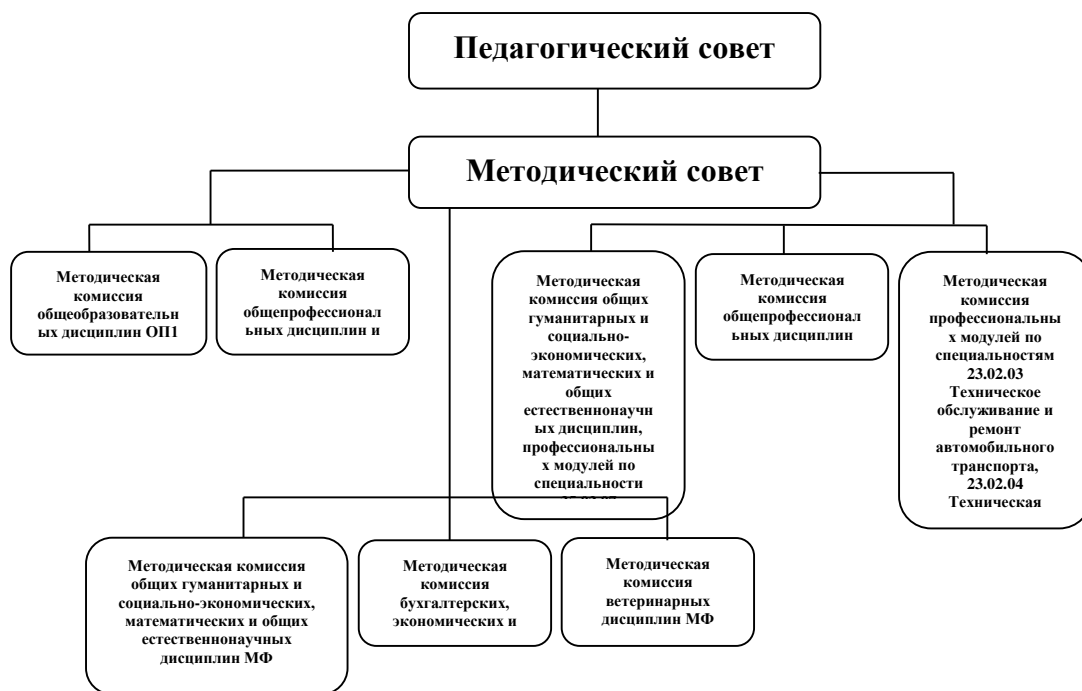 Педагогический совет
Методический совет
Методическая
комиссия
общеобразовательн
ых дисциплин ОП1
Методическая
комиссия
общепрофессионал
ьных дисциплин и
Методическая
комиссия общих
гуманитарных и
социально-
экономических,
математических и
общих
естественнонаучн
ых дисциплин,
профессиональны
х модулей по
специальности
Методическая
комиссия
общепрофессионал
ьных дисциплин
Методическая
комиссия
профессиональны
х модулей по
специальностям
23.02.03
Техническое
обслуживание и
ремонт
автомобильного
транспорта,
23.02.04
Техническая
Методическая комиссия
общих гуманитарных и
социально-экономических,
математических и общих
естественнонаучных
дисциплин МФ
Методическая
комиссия
бухгалтерских,
экономических и
Методическая
комиссия
ветеринарных
дисциплин МФ